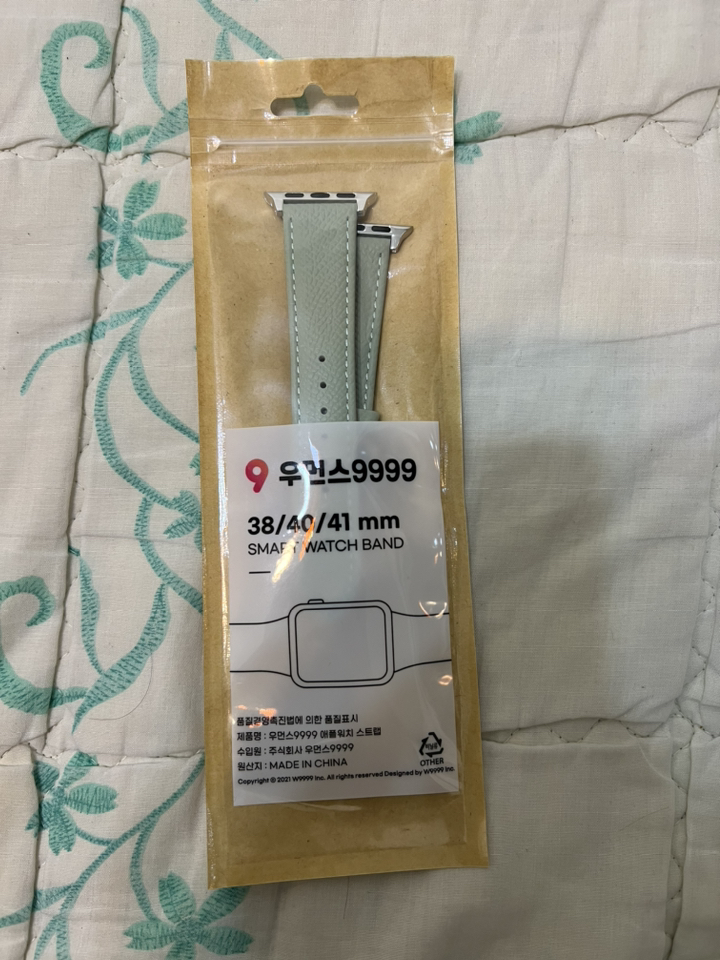 우먼스9999
38/40/41 mm
SMART WATCH BAND
품질경영촉진법에 의한 품질표시
제품명 : 우먼스9999 애플워치 스트랩
수입원 : 주식회사 우먼스9999
원산지 : MADE IN CHINA
비닐류
OTHER
Copyright © 2021 W9999 Inc. All rights reserved Designed by W9999 Inc.